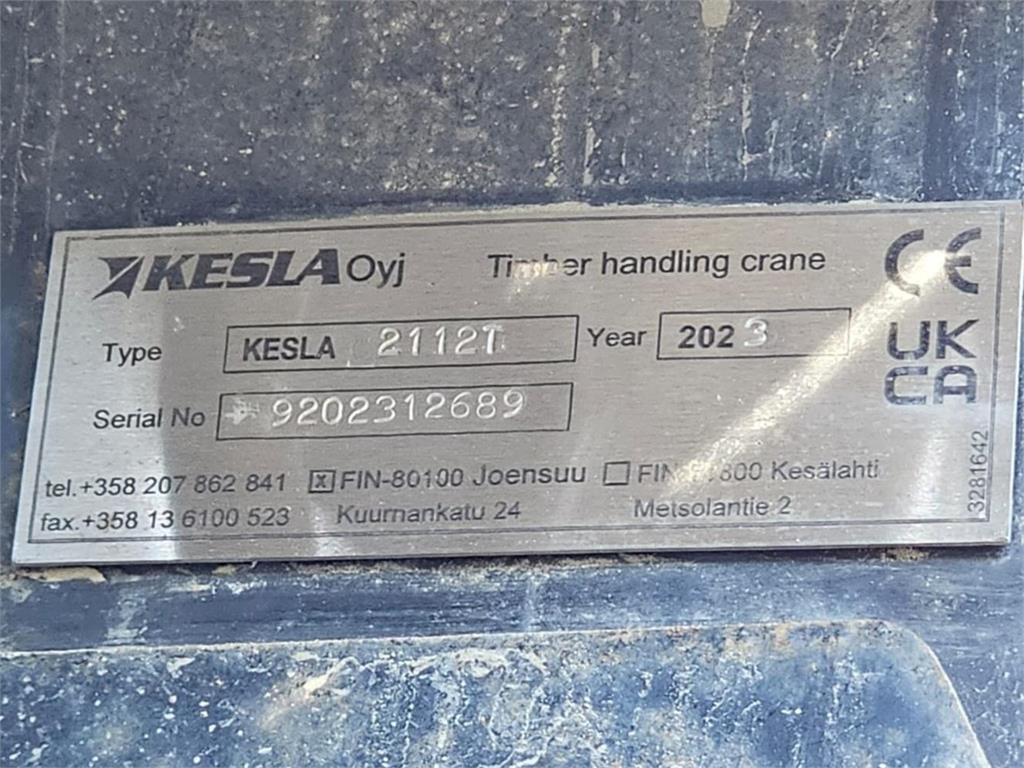 KESLA Oyj Timber handling crane CE
Type KESLA 2112T Year 2023 UK
CA
Serial No 9202312689
tel.+358 207 862 841 x FIN-80100 Joensuu Kesälahti
fax.+358 13 6100 523 Kuurnankatu 24 Metsolantie 2
3281642